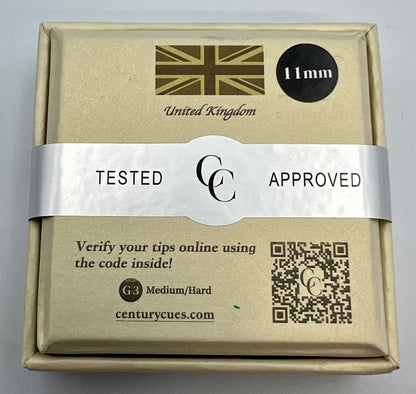 11mm
United Kingdom
TESTED CC APPROVED
Verify your tips online using
the code inside!
CC
G3 Medium/Hard
centurycues.com